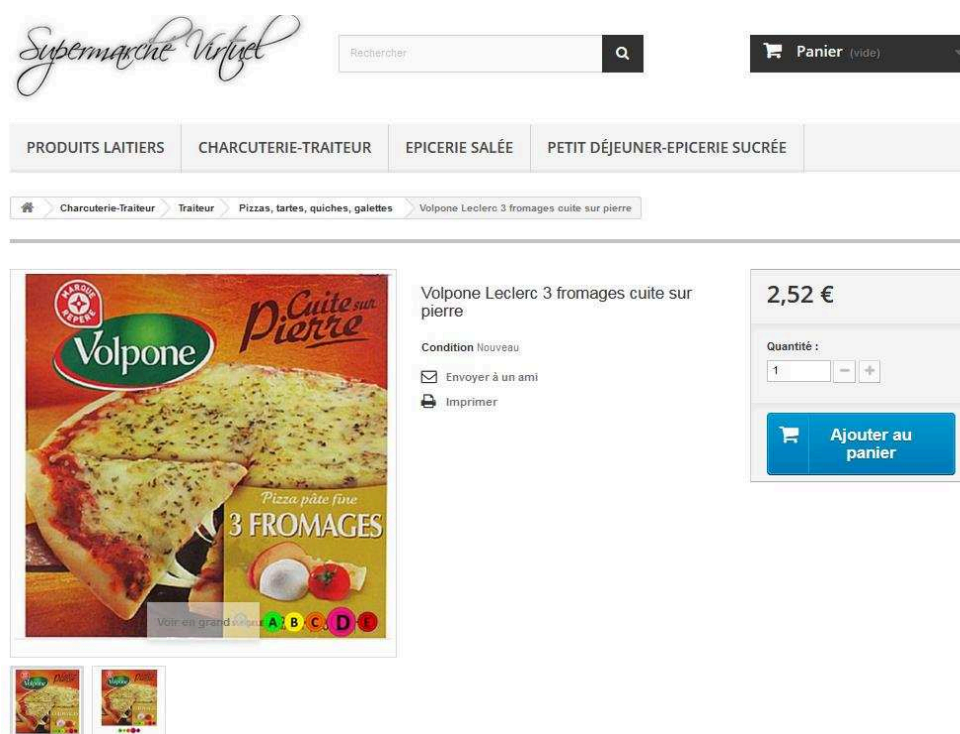 Supermarché Virtuel
Rechercher
Panier (vide)
PRODUITS LAITIERS
CHARCUTERIE-TRAITEUR
EPICERIE SALÉE
PETIT DÉJEUNER-EPICERIE SUCRÉE
Charcuterie-Traiteur
Traiteur
Pizzas, tartes, quiches, galettes
Volpone Leclerc 3 fromages cuite sur pierre
MARQUE
REPÈRE
Volpone
Cuite sur
Pierre
Pizza pâte fine
3 FROMAGES
Voir en grand
A B C D E
Volpone Leclerc 3 fromages cuite sur
pierre
Condition Nouveau
Envoyer à un ami
Imprimer
2,52 €
Quantité :
1
Ajouter au
panier